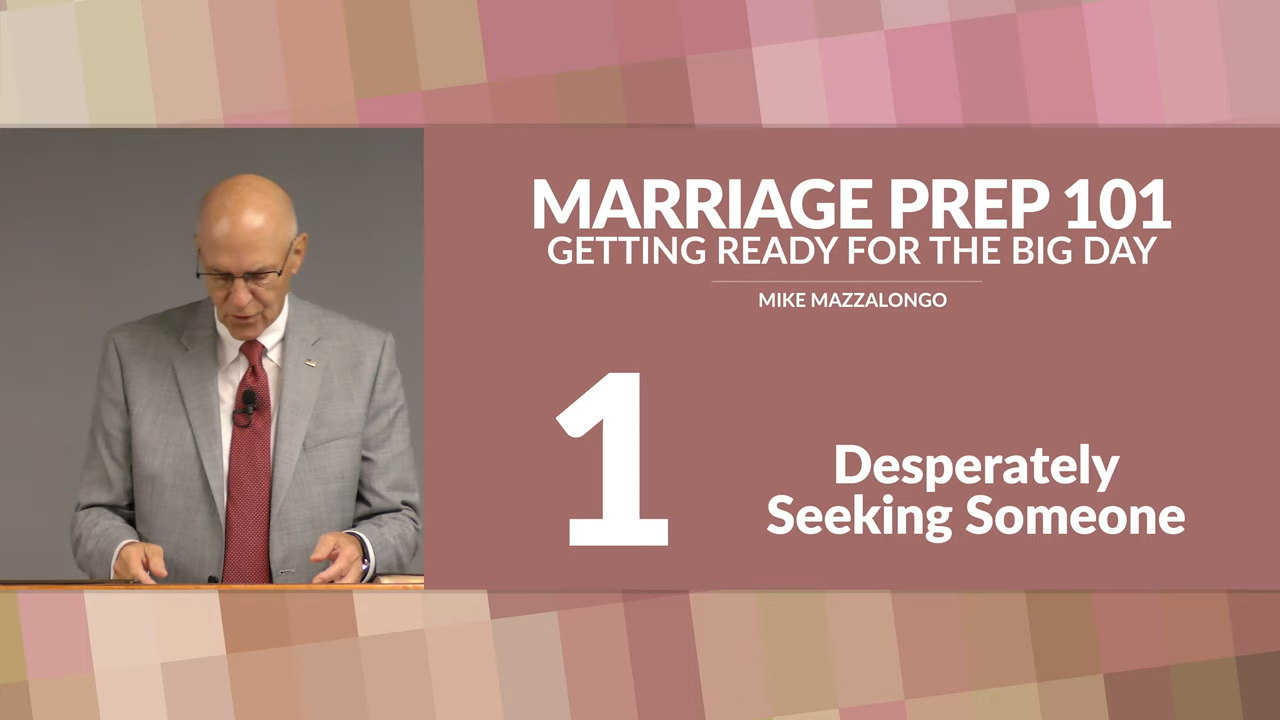 MARRIAGE PREP 101
GETTING READY FOR THE BIG DAY
MIKE MAZZALONGO
1
Desperately
Seeking Someone